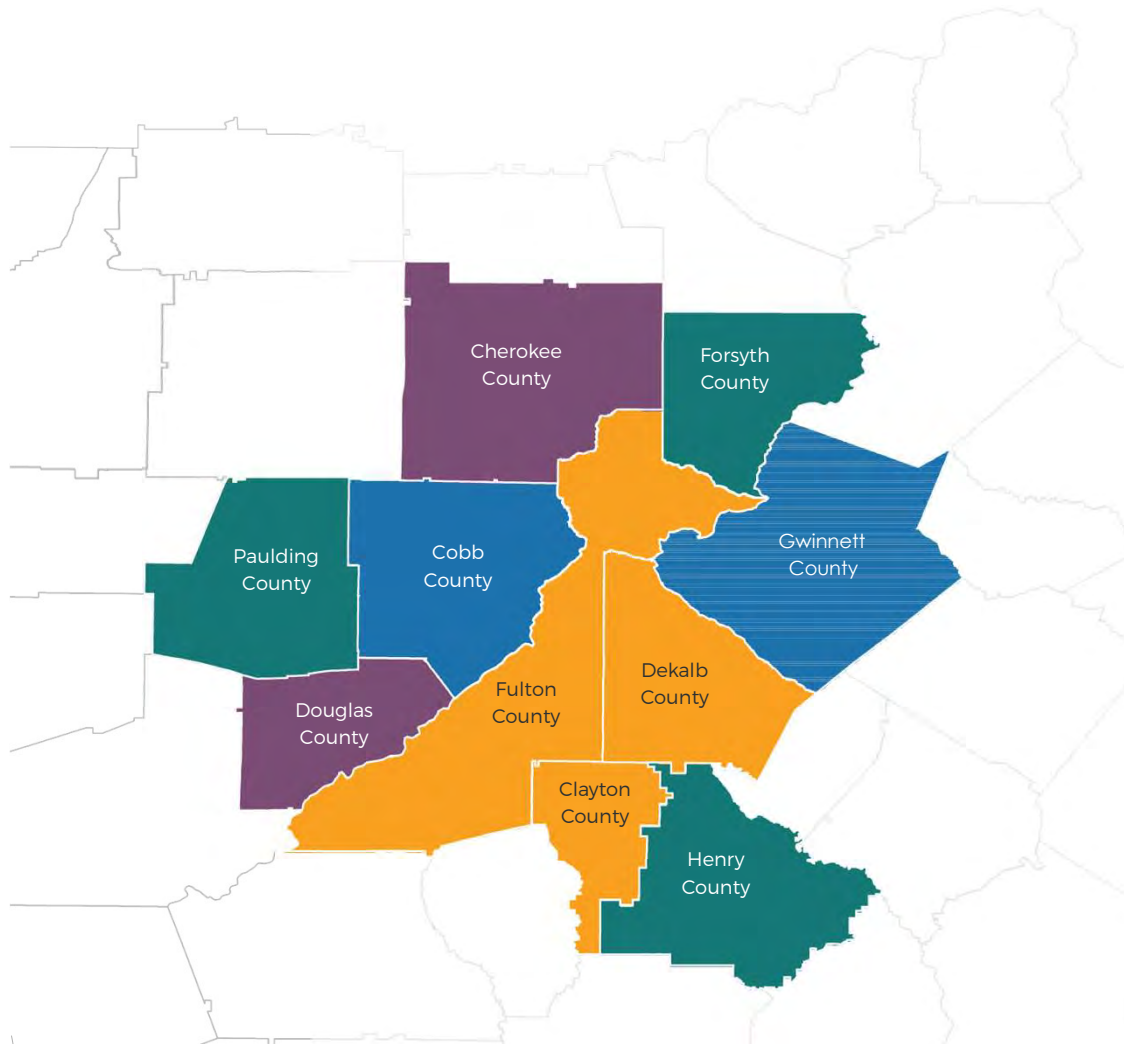 Cherokee
County
Forsyth
County
Paulding
County
Cobb
County
Gwinnett
County
Fulton
County
Dekalb
County
Douglas
County
Clayton
County
Henry
County